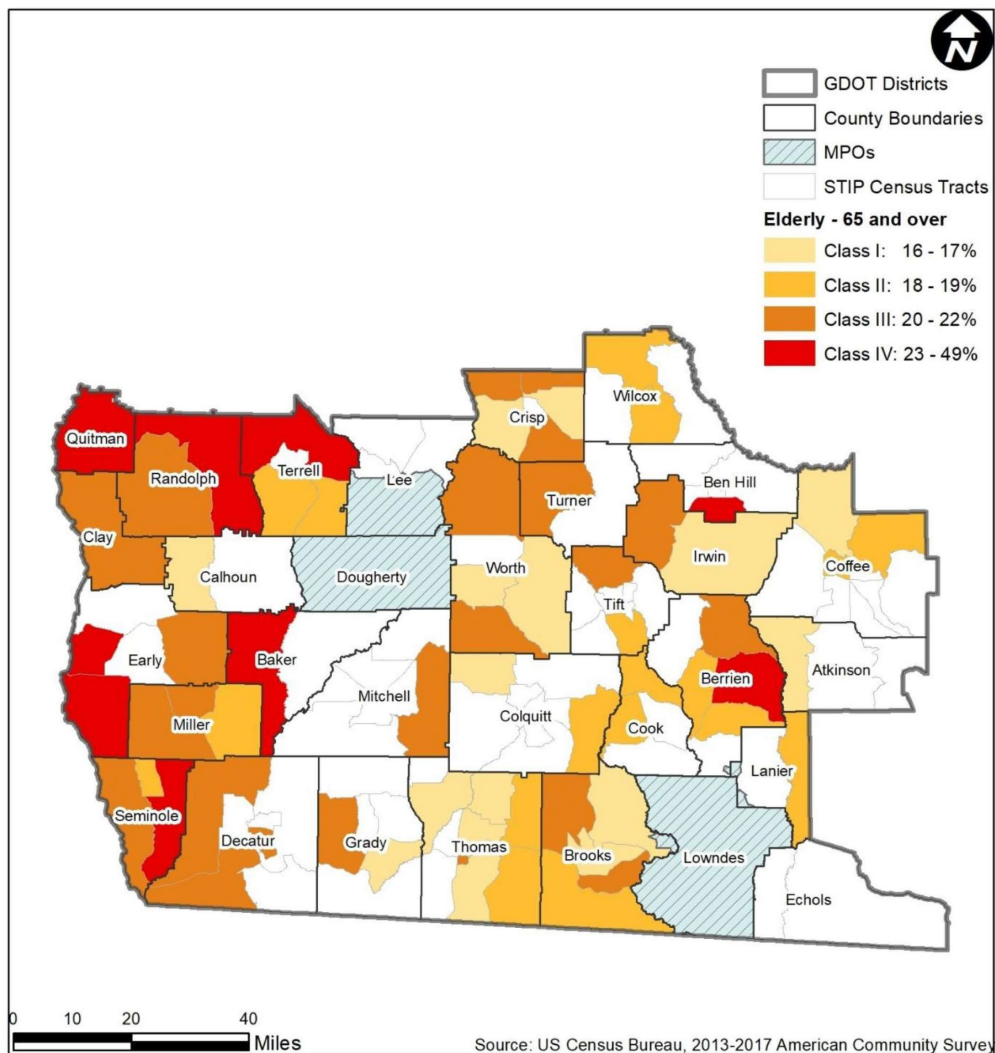 N
GDOT Districts
County Boundaries
MPOs
STIP Census Tracts
Elderly - 65 and over
Class I: 16 - 17%
Class II: 18 - 19%
Class III: 20 - 22%
Class IV: 23 - 49%
Wilcox
Crisp
Quitman
Randolph
Terrell
Lee
Ben Hill
Turner
Clay
Irwin
Coffee
Worth
Calhoun
Dougherty
Tift
Early
Baker
Atkinson
Berrien
Mitchell
Colquitt
Miller
Cook
Lanier
Seminole
Decatur
Grady
Thomas
Brooks
Lowndes
Echols
0 10 20 40
Miles
Source: US Census Bureau, 2013-2017 American Community Survey